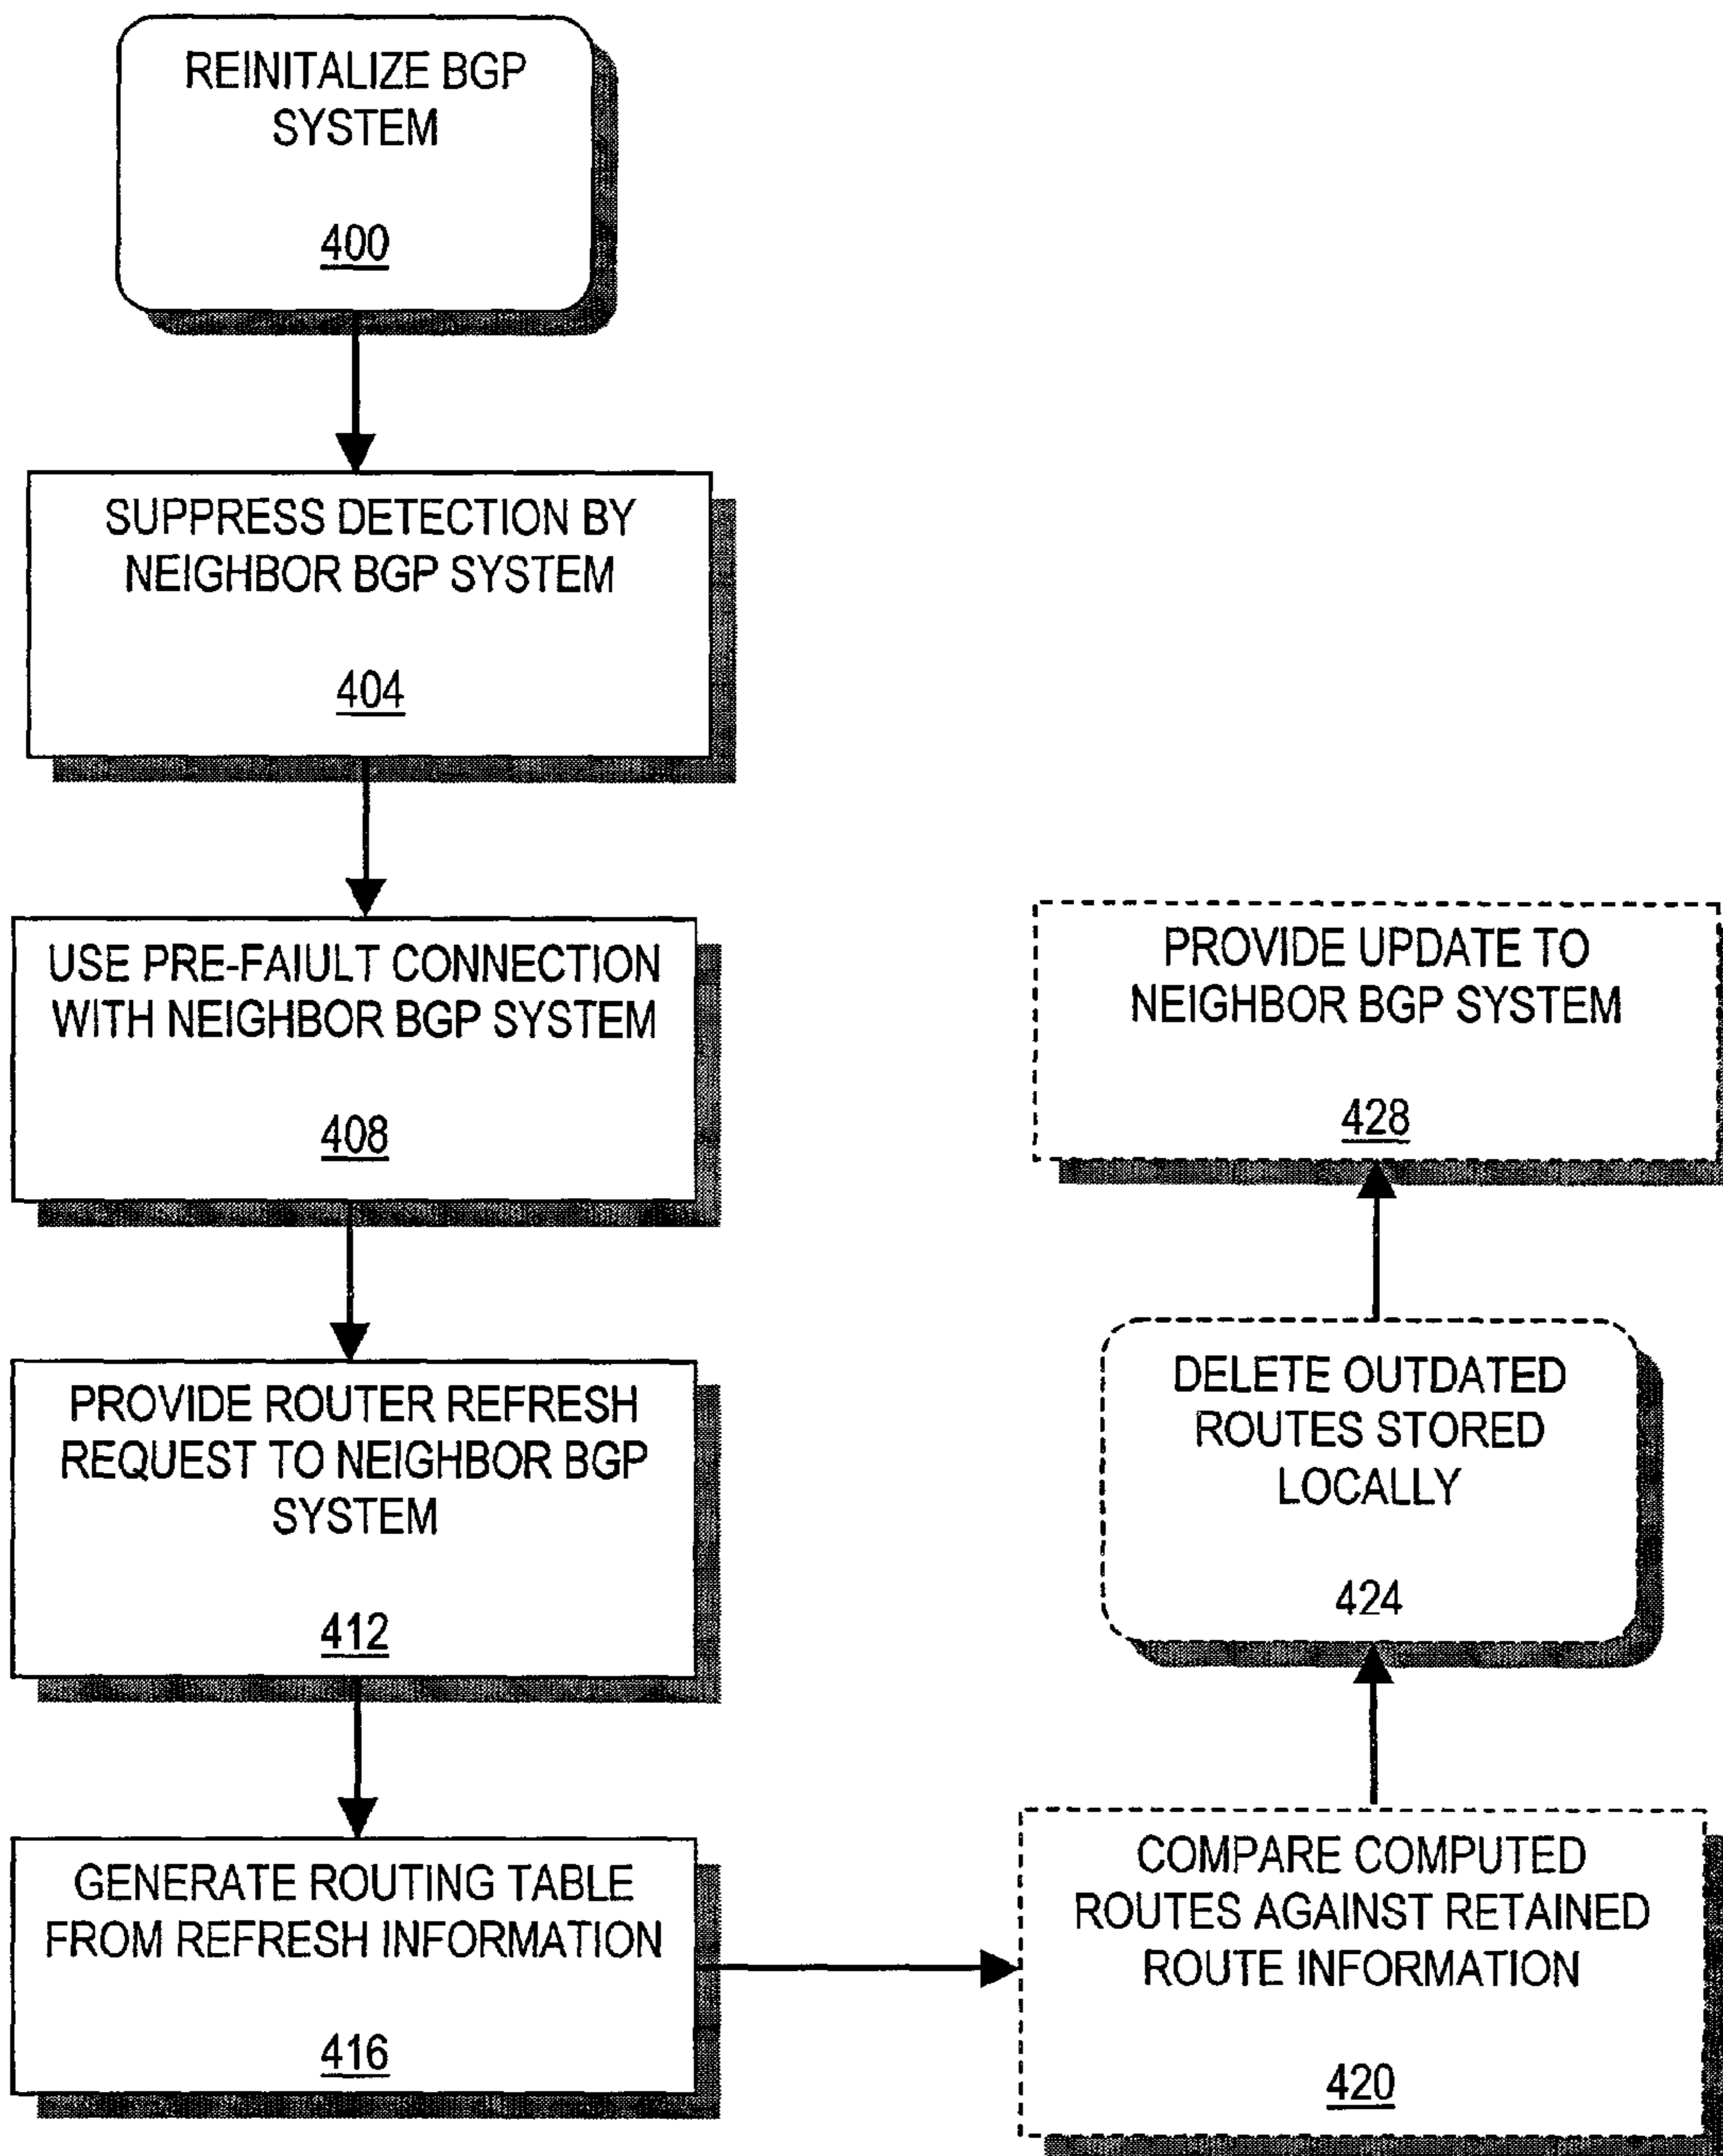 REINITALIZE BGP
SYSTEM
400
SUPPRESS DETECTION BY
NEIGHBOR BGP SYSTEM
404
USE PRE-FAIULT CONNECTION
WITH NEIGHBOR BGP SYSTEM
408
PROVIDE ROUTER REFRESH
REQUEST TO NEIGHBOR BGP
SYSTEM
412
GENERATE ROUTING TABLE
FROM REFRESH INFORMATION
416
COMPARE COMPUTED
ROUTES AGAINST RETAINED
ROUTE INFORMATION
420
DELETE OUTDATED
ROUTES STORED
LOCALLY
424
PROVIDE UPDATE TO
NEIGHBOR BGP SYSTEM
428